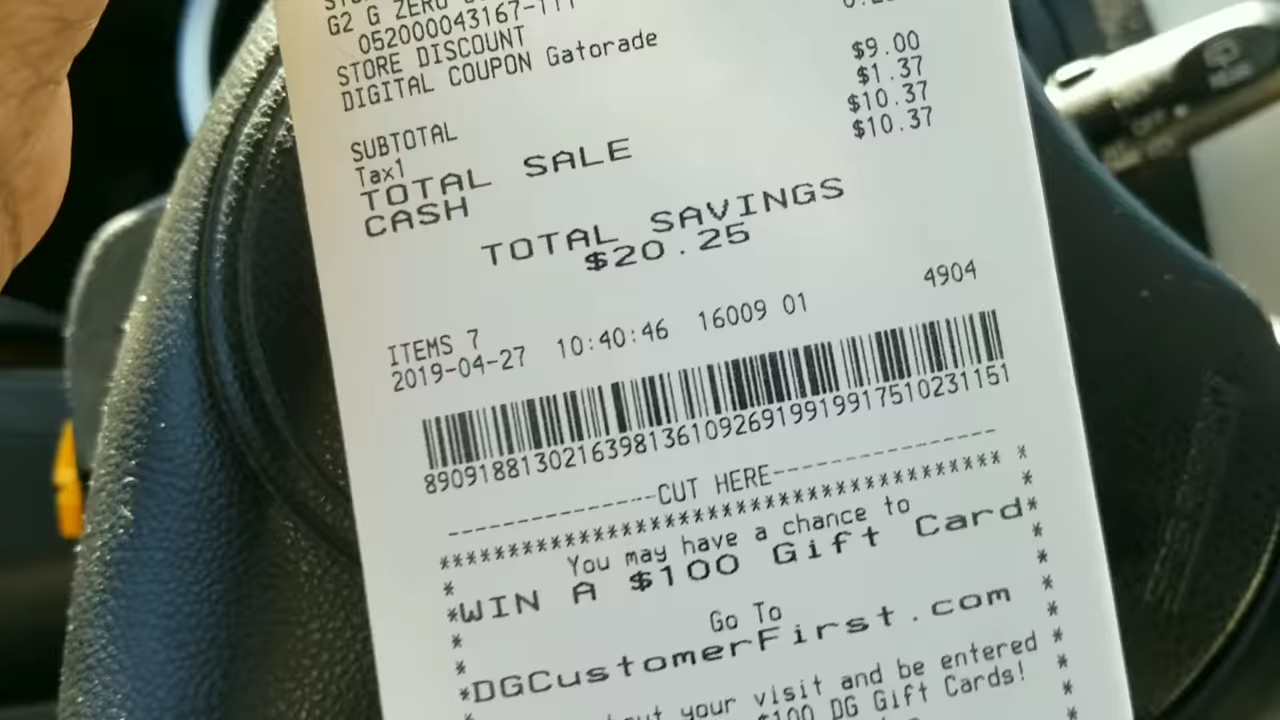 G2 G ZERO
052000043167-111
STORE DISCOUNT
DIGITAL COUPON Gatorade
SUBTOTAL $9.00
Tax1 $1.37
TOTAL SALE $10.37
CASH $10.37
TOTAL SAVINGS
$20.25
ITEMS 7
2019-04-27 10:40:46 16009 01 4904
890918813021639813610926919919917510231151
---------------CUT HERE---------------
***************************************
You may have a chance to
*WIN A $100 Gift Card*
Go To
*DGCustomerFirst.com
your visit and be entered
$100 DG Gift Cards!